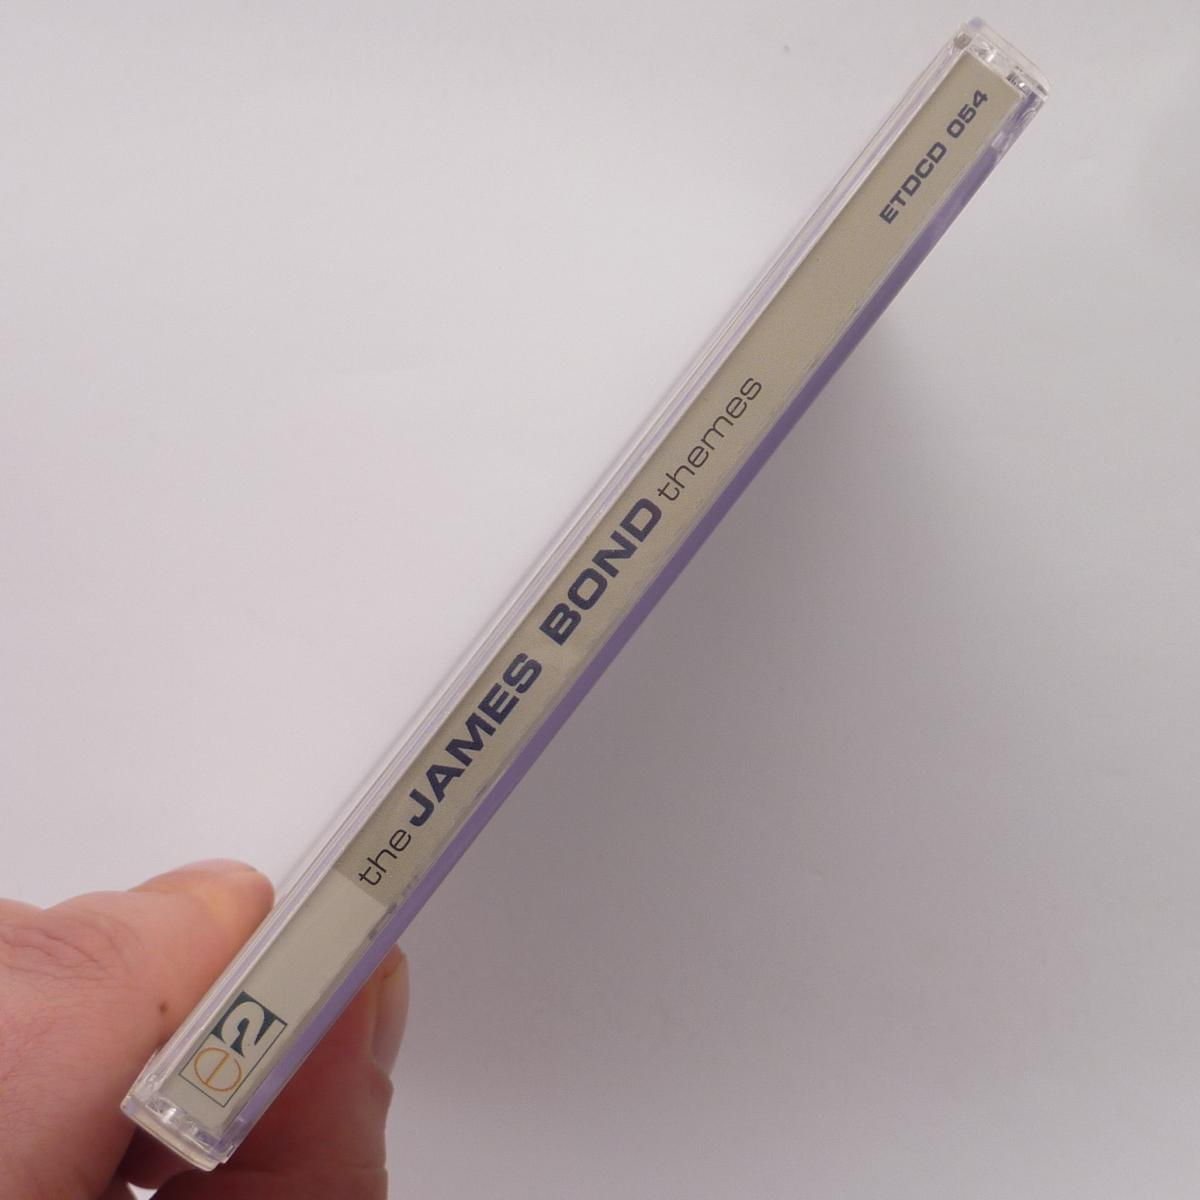 e2
the JAMES BOND themes
ETDCD 054